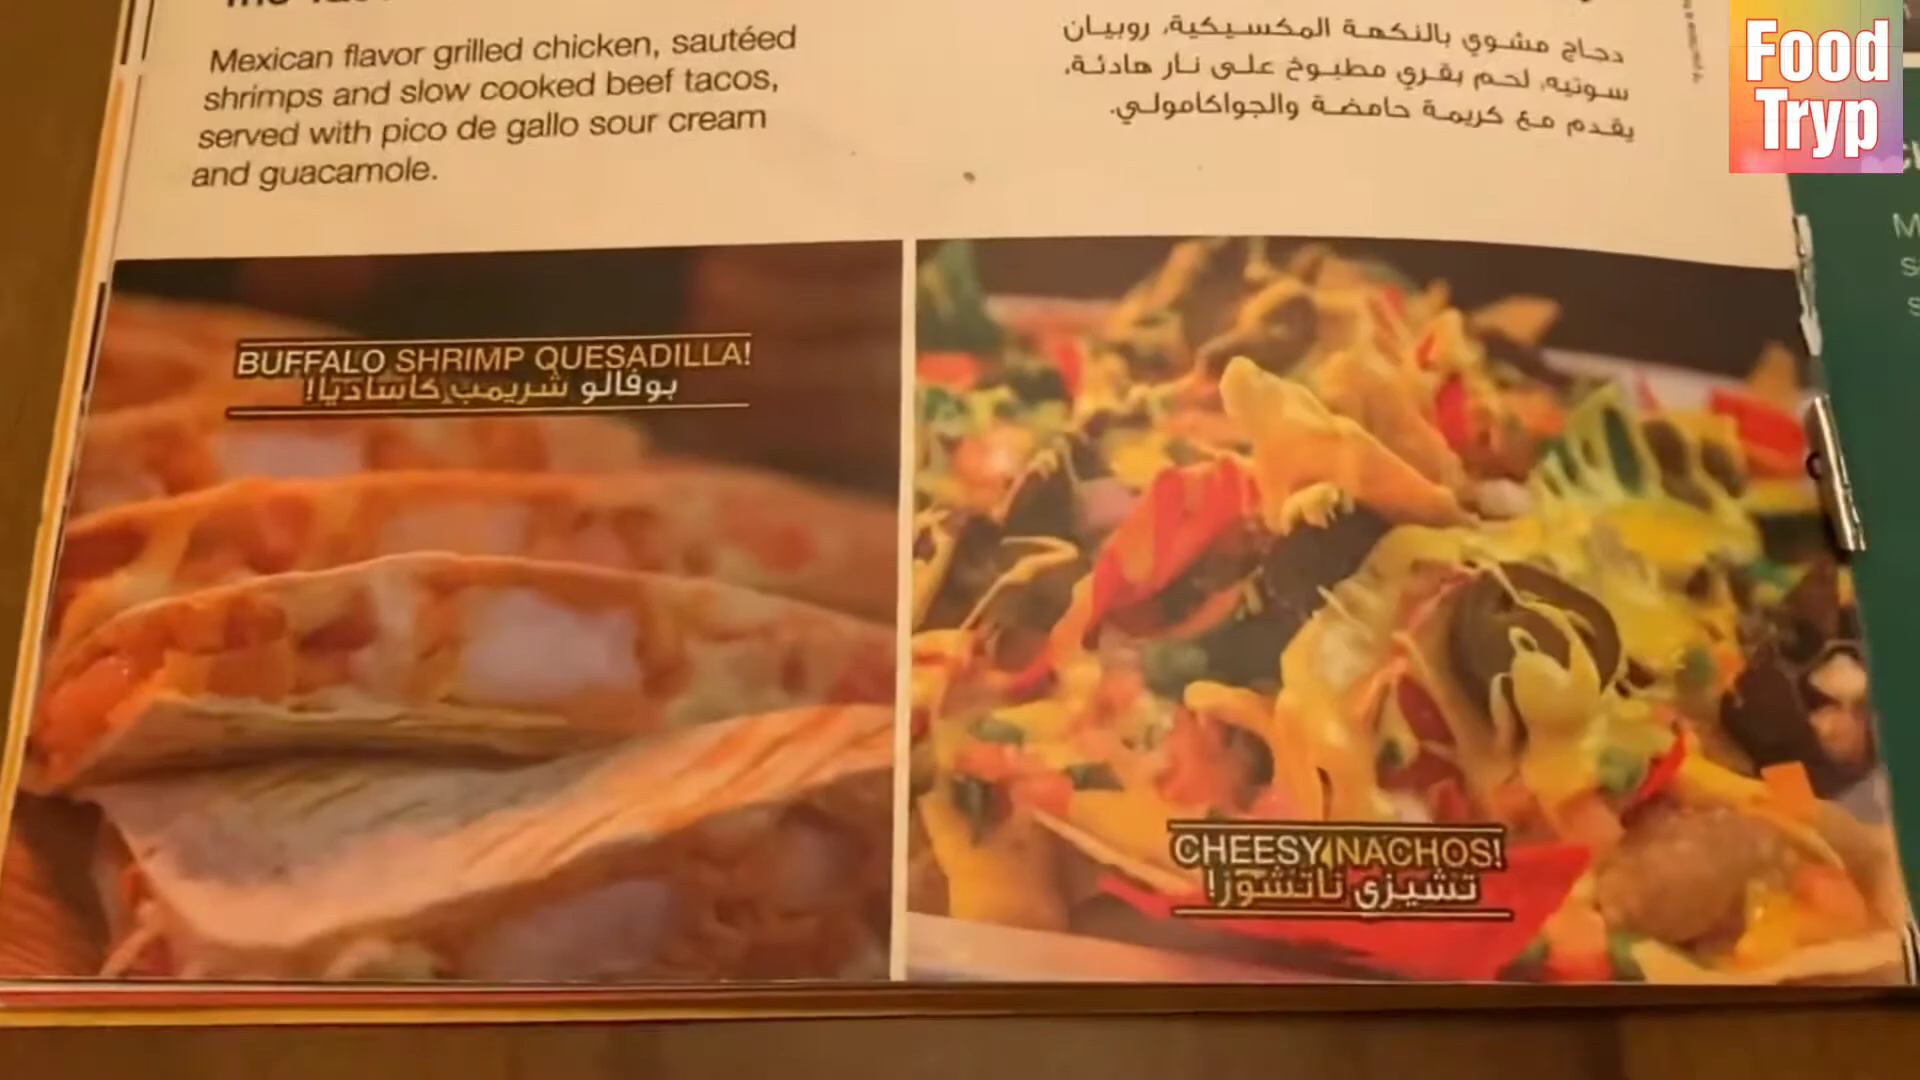 Mexican flavor grilled chicken, sautéed
shrimps and slow cooked beef tacos,
served with pico de gallo sour cream
and guacamole.
دجاج مشوي بالنكهة المكسيكية، روبيان
سوتيه، لحم بقري مطبوخ على نار هادئة،
يقدم مع كريمة حامضة والجواكامولي.
Food
Tryp
BUFFALO SHRIMP QUESADILLA!
بوفالو شريمب كاساديا!
CHEESY NACHOS!
تشيزي ناتشوز!